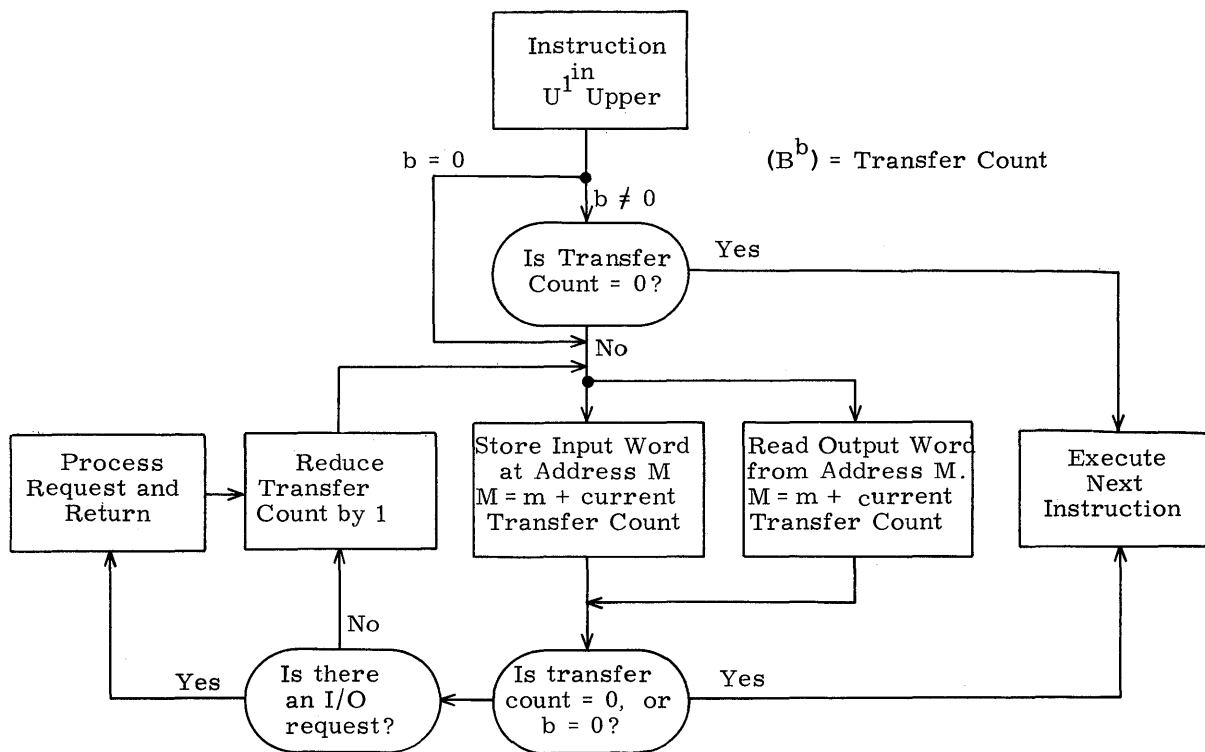 Instruction
in
U¹ Upper
b = 0
(Bᵇ) = Transfer Count
b ≠ 0
Is Transfer
Count = 0?
Yes
No
Process
Request and
Return
Reduce
Transfer
Count by 1
Store Input Word
at Address M
M = m + current
Transfer Count
Read Output Word
from Address M.
M = m + current
Transfer Count
Execute
Next
Instruction
No
Yes
Is there
an I/O
request?
Is transfer
count = 0, or
b = 0?
Yes